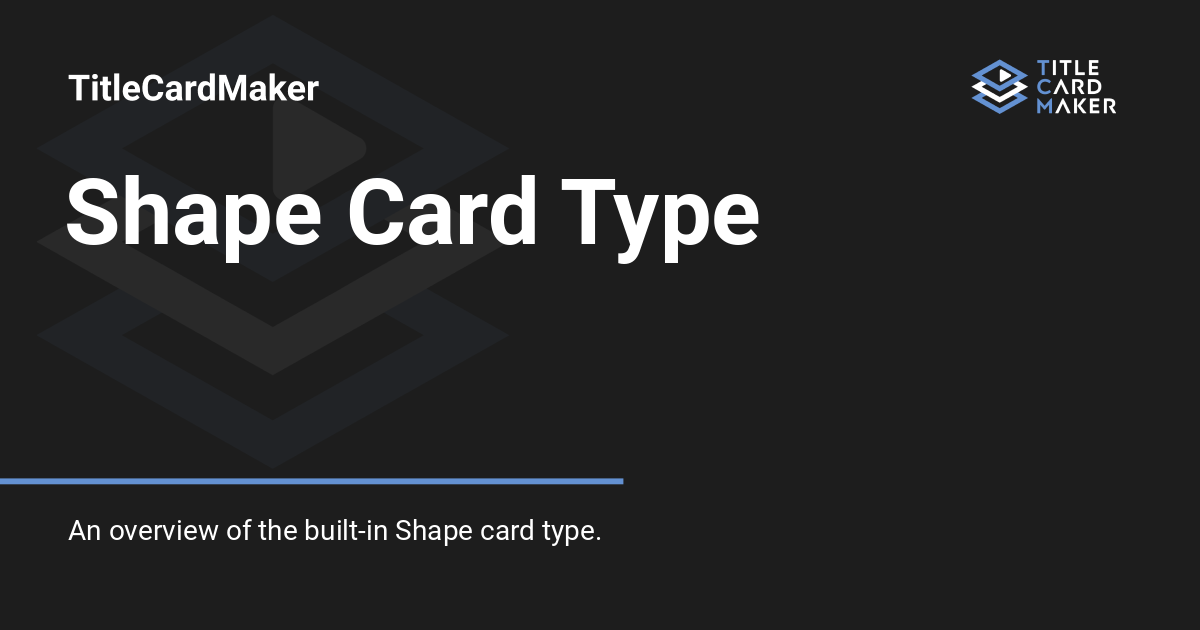 TitleCardMaker
TITLE
CARD
MAKER
Shape Card Type
An overview of the built-in Shape card type.